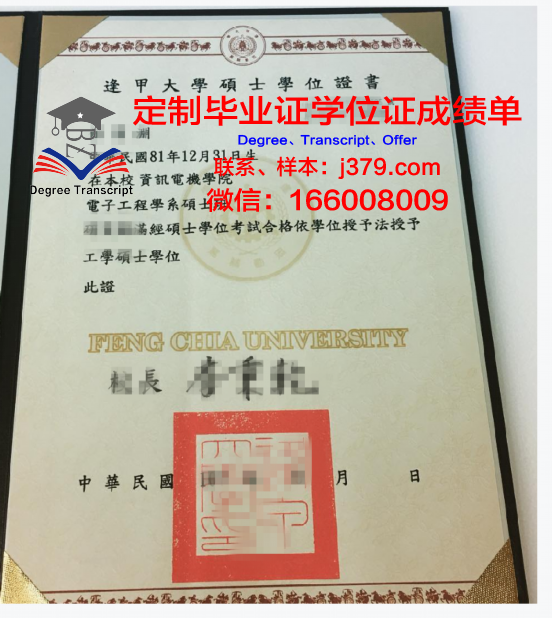 逢甲大學碩士學位證書
定制毕业证学位证成绩单
Degree、Transcript、Offer
中華民國81年12月31日生
联系、样本：j379.com
在本校 資訊電機學院
Degree Transcript
微信：166008009
電子工程學系碩士班
滿經碩士學位考試合格依學位授予法授予
工學碩士學位
此證
FENG CHIA UNIVERSITY
校長
中華民國 月 日